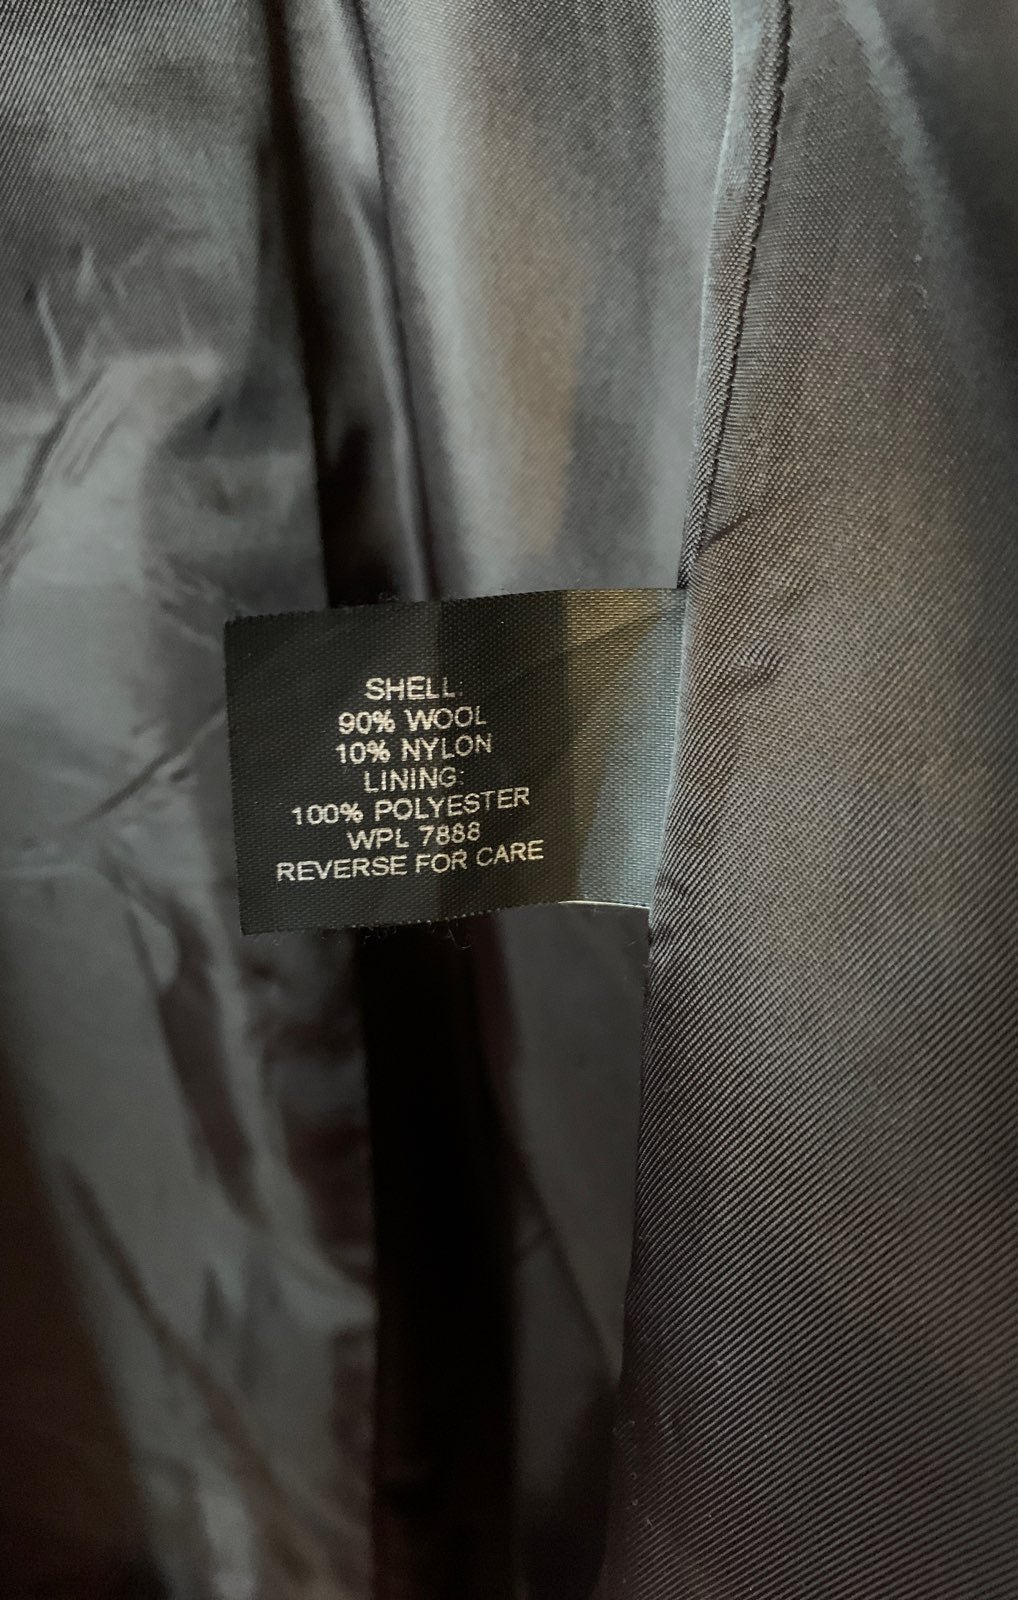 SHELL:
90% WOOL
10% NYLON
LINING:
100% POLYESTER
WPL 7888
REVERSE FOR CARE